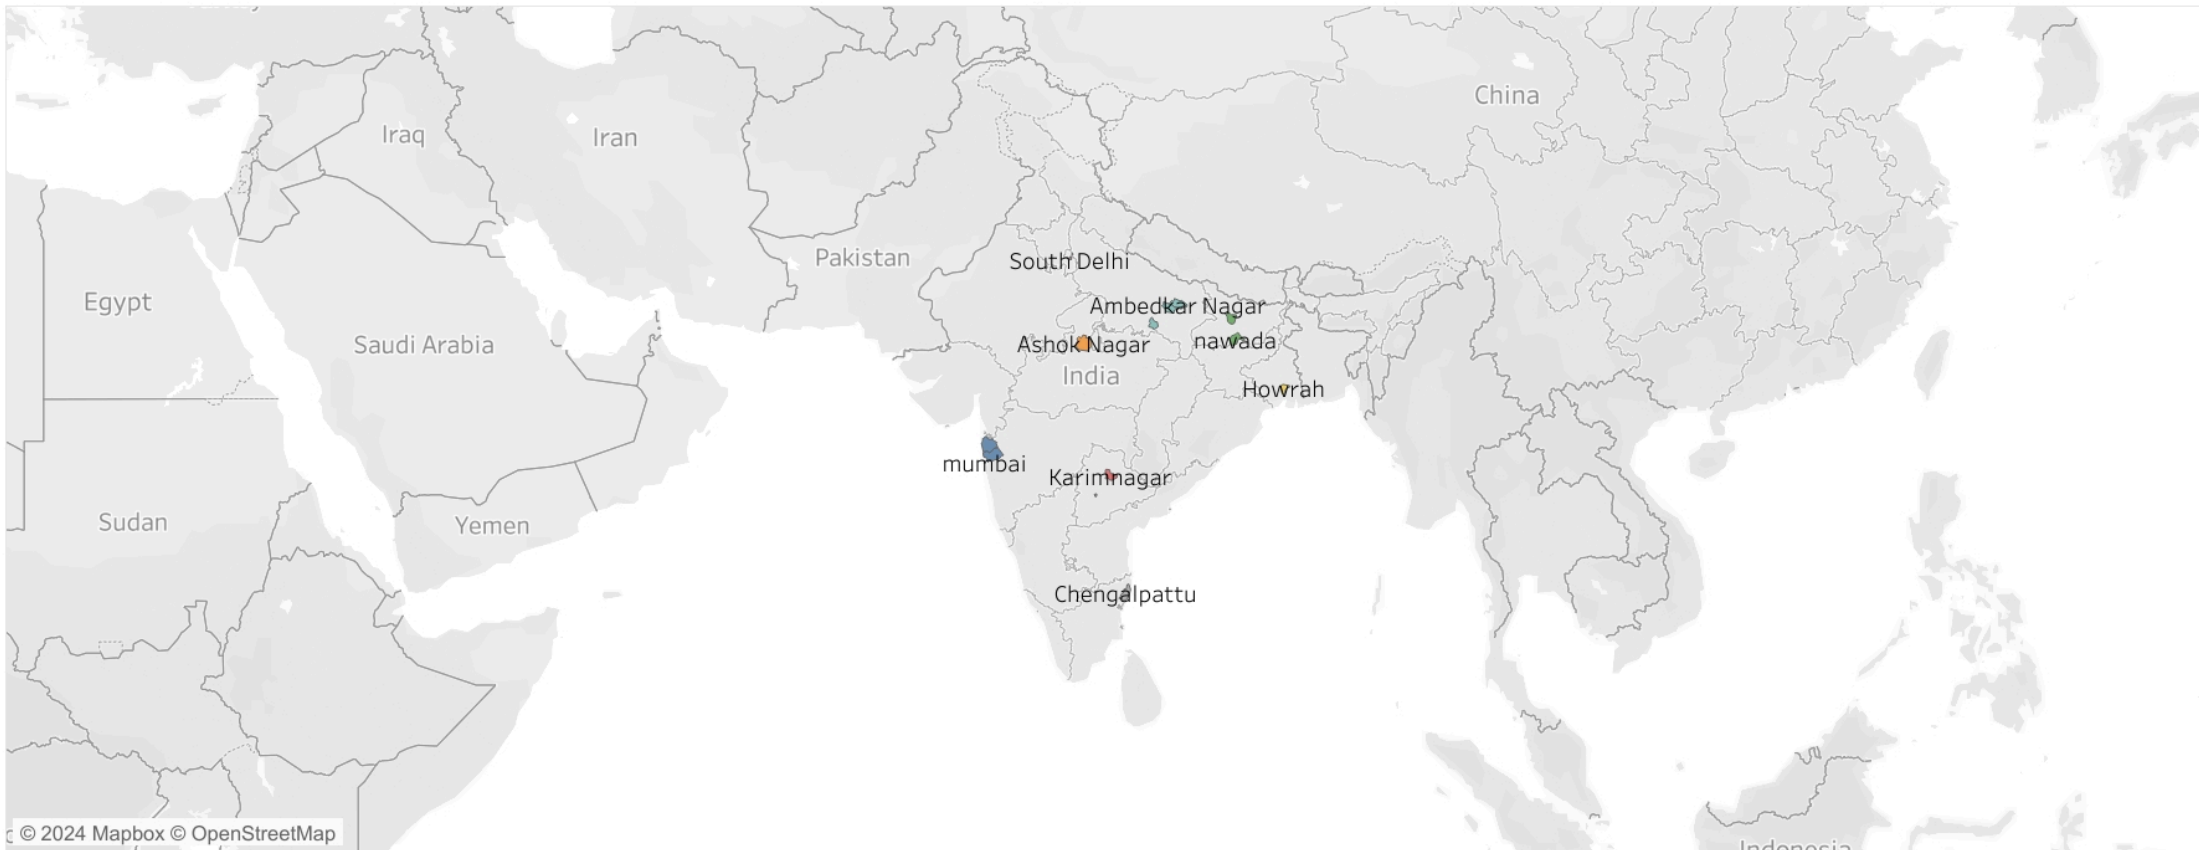 China
Iraq
Iran
Pakistan
South Delhi
Egypt
Ambedkar Nagar
Saudi Arabia
Ashok Nagar
nawada
India
Howrah
mumbai
Karimnagar
Sudan
Yemen
Chengalpattu
© 2024 Mapbox © OpenStreetMap